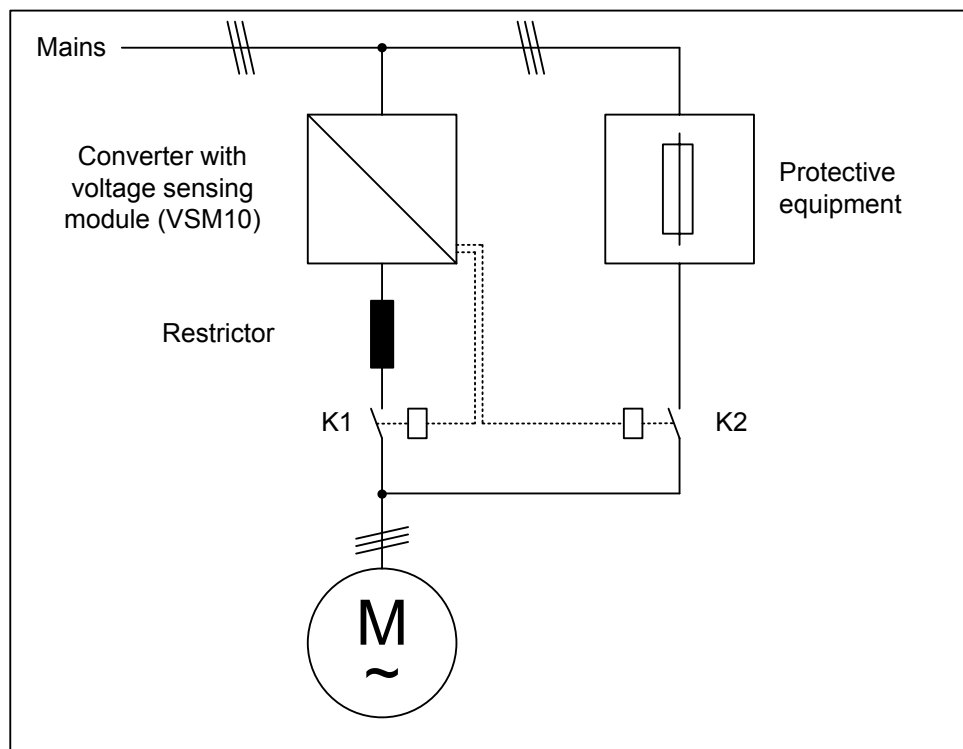 Mains
Converter with
voltage sensing
module (VSM10)
Protective
equipment
Restrictor
K1
K2
M
~